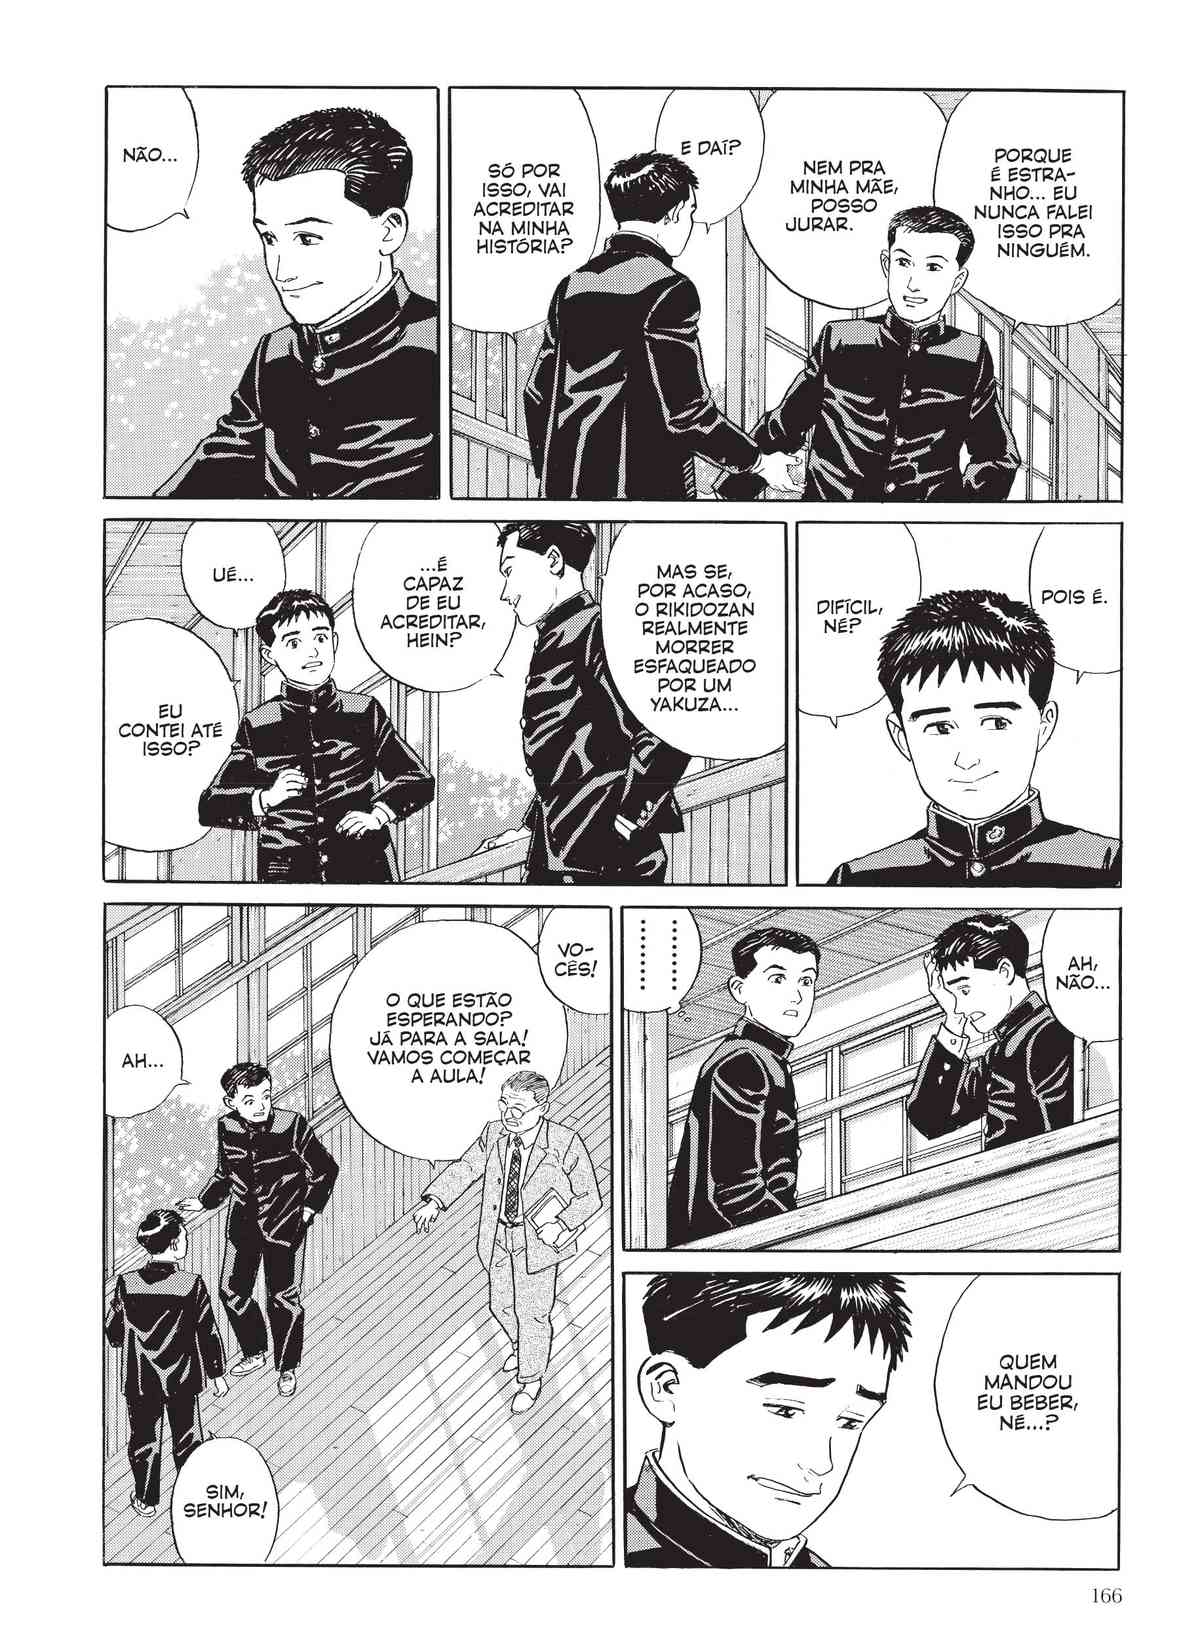 PORQUE
É ESTRA-
NHO... EU
NUNCA FALEI
ISSO PRA
NINGUÉM.
NEM PRA
MINHA MÃE,
POSSO
JURAR.
E DAÍ?
SÓ POR
ISSO, VAI
ACREDITAR
NA MINHA
HISTÓRIA?
NÃO...
POIS É.
DIFÍCIL,
NÉ?
MAS SE,
POR ACASO,
O RIKIDOZAN
REALMENTE
MORRER
ESFAQUEADO
POR UM
YAKUZA...
...É
CAPAZ
DE EU
ACREDITAR,
HEIN?
UÉ...
EU
CONTEI ATÉ
ISSO?
AH,
NÃO...
.........
.........
QUEM
MANDOU
EU BEBER,
NÉ...?
VO-
CÊS!
O QUE ESTÃO
ESPERANDO?
JÁ PARA A SALA!
VAMOS COMEÇAR
A AULA!
AH...
SIM,
SENHOR!
166